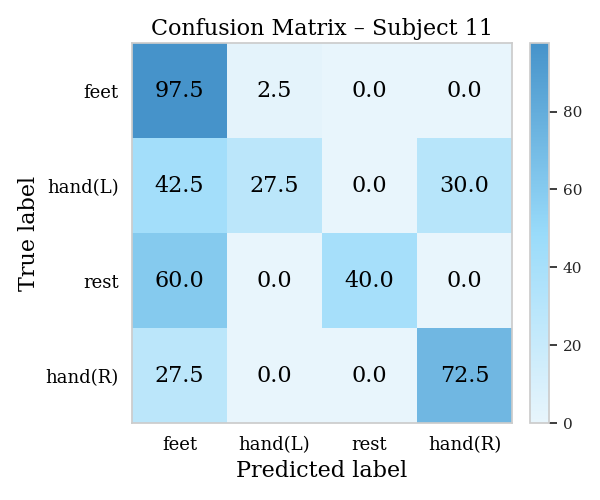 Confusion Matrix – Subject 11
feet 97.5 2.5 0.0 0.0
hand(L) 42.5 27.5 0.0 30.0
rest 60.0 0.0 40.0 0.0
hand(R) 27.5 0.0 0.0 72.5
feet hand(L) rest hand(R)
Predicted label
True label
80
60
40
20
0